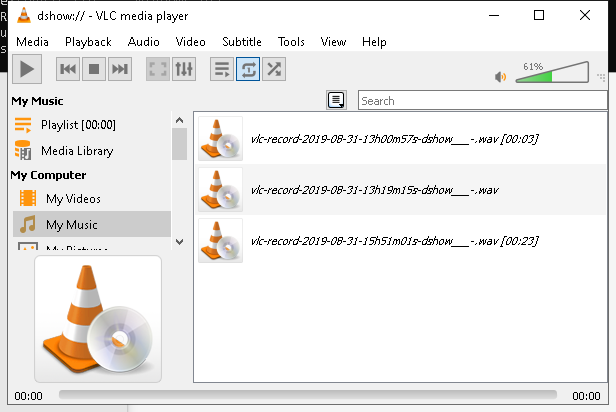 dshow:// - VLC media player
Media Playback Audio Video Subtitle Tools View Help
61%
My Music
Search
Playlist [00:00]
Media Library
My Computer
My Videos
My Music
vlc-record-2019-08-31-13h00m57s-dshow___-.wav [00:03]
vlc-record-2019-08-31-13h19m15s-dshow___-.wav
vlc-record-2019-08-31-15h51m01s-dshow___-.wav [00:23]
00:00 00:00